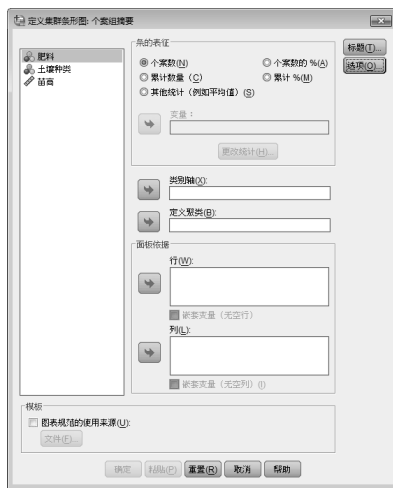 定义集群条形图: 个案组摘要
肥料
土壤种类
苗高
条的表征
个案数(N)
个案数的 %(A)
累计数量 (C)
累计 %(M)
其他统计 (例如平均值) (S)
变量:
更改统计(H)...
标题(T)...
选项(O)...
类别轴(X):
定义聚类(B):
面板依据
行(W):
嵌套变量 (无空行)
列(L):
嵌套变量 (无空列) (I)
模板
图表规范的使用来源(U):
文件(F)...
确定
粘贴(P)
重置(R)
取消
帮助